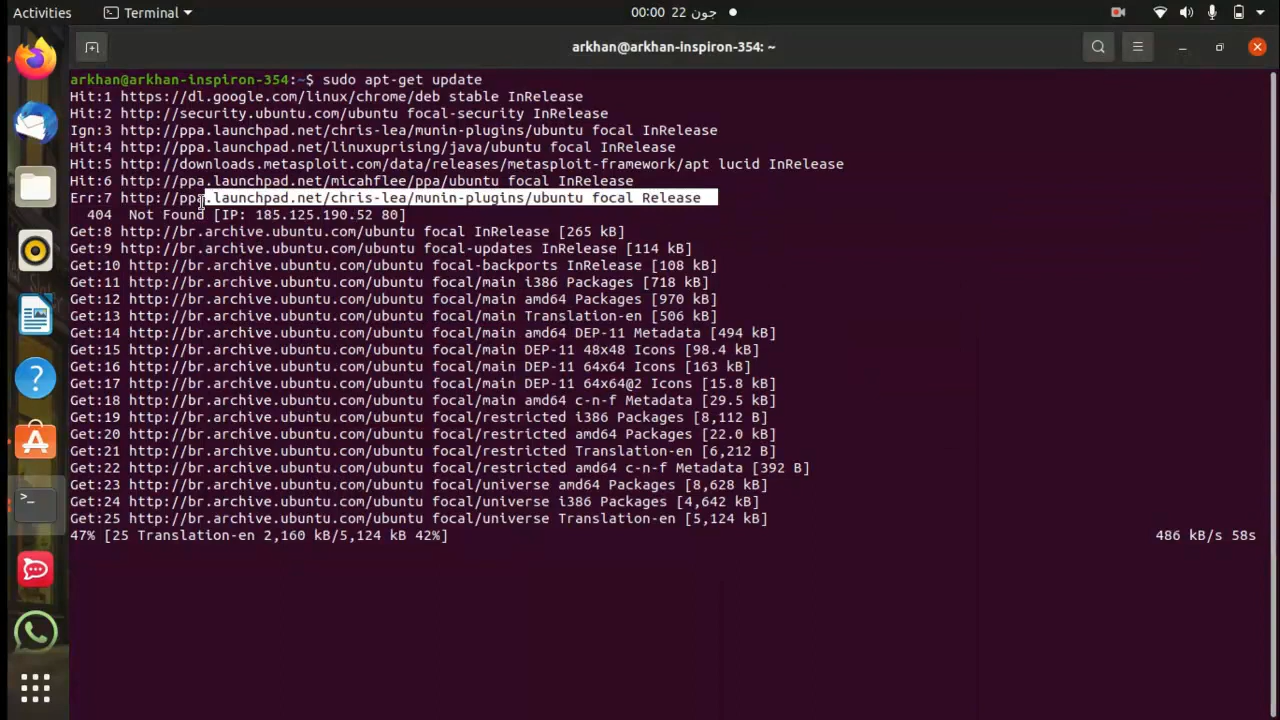 Activities Terminal 00:00 22 جون
arkhan@arkhan-inspiron-354: ~
arkhan@arkhan-inspiron-354:~$ sudo apt-get update
Hit:1 https://dl.google.com/linux/chrome/deb stable InRelease
Hit:2 http://security.ubuntu.com/ubuntu focal-security InRelease
Ign:3 http://ppa.launchpad.net/chris-lea/munin-plugins/ubuntu focal InRelease
Hit:4 http://ppa.launchpad.net/linuxuprising/java/ubuntu focal InRelease
Hit:5 http://downloads.metasploit.com/data/releases/metasploit-framework/apt lucid InRelease
Hit:6 http://ppa.launchpad.net/micahflee/ppa/ubuntu focal InRelease
Err:7 http://ppa.launchpad.net/chris-lea/munin-plugins/ubuntu focal Release
  404  Not Found [IP: 185.125.190.52 80]
Get:8 http://br.archive.ubuntu.com/ubuntu focal InRelease [265 kB]
Get:9 http://br.archive.ubuntu.com/ubuntu focal-updates InRelease [114 kB]
Get:10 http://br.archive.ubuntu.com/ubuntu focal-backports InRelease [108 kB]
Get:11 http://br.archive.ubuntu.com/ubuntu focal/main i386 Packages [718 kB]
Get:12 http://br.archive.ubuntu.com/ubuntu focal/main amd64 Packages [970 kB]
Get:13 http://br.archive.ubuntu.com/ubuntu focal/main Translation-en [506 kB]
Get:14 http://br.archive.ubuntu.com/ubuntu focal/main amd64 DEP-11 Metadata [494 kB]
Get:15 http://br.archive.ubuntu.com/ubuntu focal/main DEP-11 48x48 Icons [98.4 kB]
Get:16 http://br.archive.ubuntu.com/ubuntu focal/main DEP-11 64x64 Icons [163 kB]
Get:17 http://br.archive.ubuntu.com/ubuntu focal/main DEP-11 64x64@2 Icons [15.8 kB]
Get:18 http://br.archive.ubuntu.com/ubuntu focal/main amd64 c-n-f Metadata [29.5 kB]
Get:19 http://br.archive.ubuntu.com/ubuntu focal/restricted i386 Packages [8,112 B]
Get:20 http://br.archive.ubuntu.com/ubuntu focal/restricted amd64 Packages [22.0 kB]
Get:21 http://br.archive.ubuntu.com/ubuntu focal/restricted Translation-en [6,212 B]
Get:22 http://br.archive.ubuntu.com/ubuntu focal/restricted amd64 c-n-f Metadata [392 B]
Get:23 http://br.archive.ubuntu.com/ubuntu focal/universe amd64 Packages [8,628 kB]
Get:24 http://br.archive.ubuntu.com/ubuntu focal/universe i386 Packages [4,642 kB]
Get:25 http://br.archive.ubuntu.com/ubuntu focal/universe Translation-en [5,124 kB]
47% [25 Translation-en 2,160 kB/5,124 kB 42%] 486 kB/s 58s